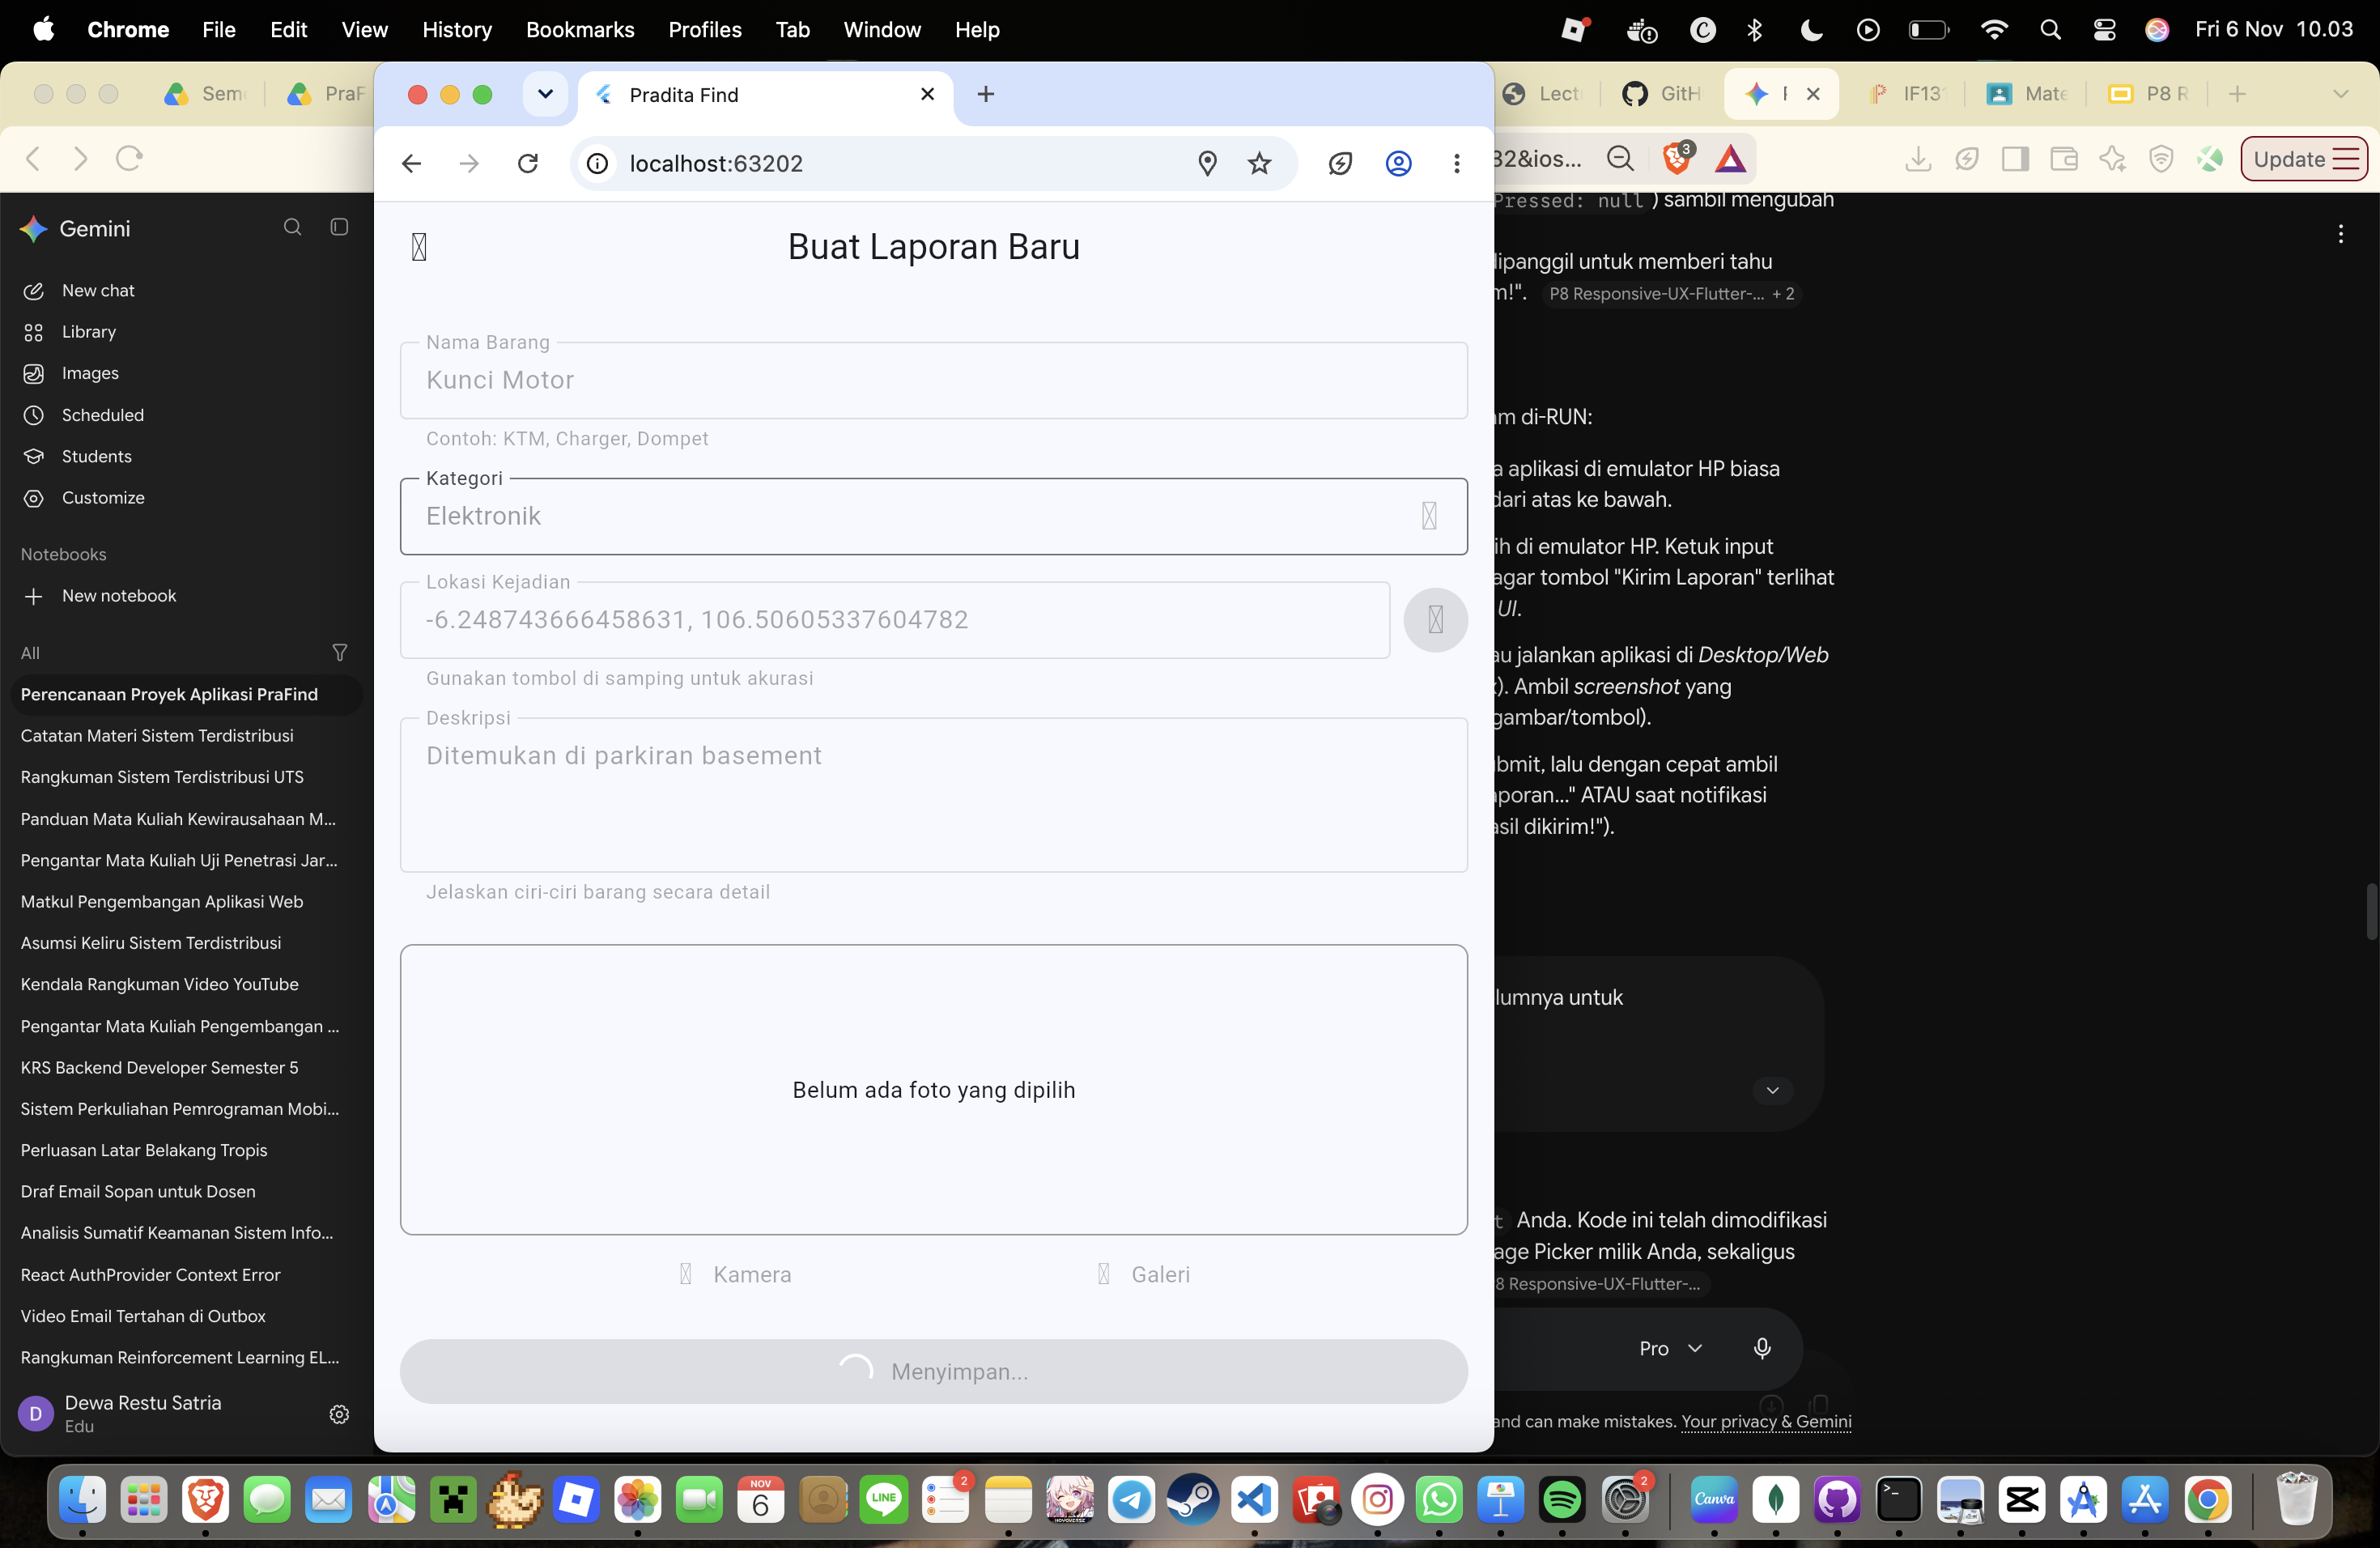 Chrome File Edit View History Bookmarks Profiles Tab Window Help
Fri 6 Nov 10.03
Sem
PraF
Pradita Find
Lect
GitH
IF13
Mate
P8 R
localhost:63202
32&ios...
3
Update
Gemini
New chat
Library
Images
Scheduled
Students
Customize
Notebooks
New notebook
All
Perencanaan Proyek Aplikasi PraFind
Catatan Materi Sistem Terdistribusi
Rangkuman Sistem Terdistribusi UTS
Panduan Mata Kuliah Kewirausahaan M...
Pengantar Mata Kuliah Uji Penetrasi Jar...
Matkul Pengembangan Aplikasi Web
Asumsi Keliru Sistem Terdistribusi
Kendala Rangkuman Video YouTube
Pengantar Mata Kuliah Pengembangan ...
KRS Backend Developer Semester 5
Sistem Perkuliahan Pemrograman Mobi...
Perluasan Latar Belakang Tropis
Draf Email Sopan untuk Dosen
Analisis Sumatif Keamanan Sistem Info...
React AuthProvider Context Error
Video Email Tertahan di Outbox
Rangkuman Reinforcement Learning EL...
D
Dewa Restu Satria
Edu
Buat Laporan Baru
Nama Barang
Kunci Motor
Contoh: KTM, Charger, Dompet
Kategori
Elektronik
Lokasi Kejadian
-6.248743666458631, 106.50605337604782
Gunakan tombol di samping untuk akurasi
Deskripsi
Ditemukan di parkiran basement
Jelaskan ciri-ciri barang secara detail
Belum ada foto yang dipilih
Kamera
Galeri
Menyimpan...
Pressed: null ) sambil mengubah
dipanggil untuk memberi tahu
m!". P8 Responsive-UX-Flutter-... + 2
am di-RUN:
a aplikasi di emulator HP biasa
dari atas ke bawah.
ih di emulator HP. Ketuk input
agar tombol "Kirim Laporan" terlihat
UI.
au jalankan aplikasi di Desktop/Web
x). Ambil screenshot yang
gambar/tombol).
ubmit, lalu dengan cepat ambil
aporan..." ATAU saat notifikasi
asil dikirim!").
lumnya untuk
t Anda. Kode ini telah dimodifikasi
age Picker milik Anda, sekaligus
8 Responsive-UX-Flutter-...
Pro
and can make mistakes. Your privacy & Gemini
NOV
6
LINE
2
2
Canva